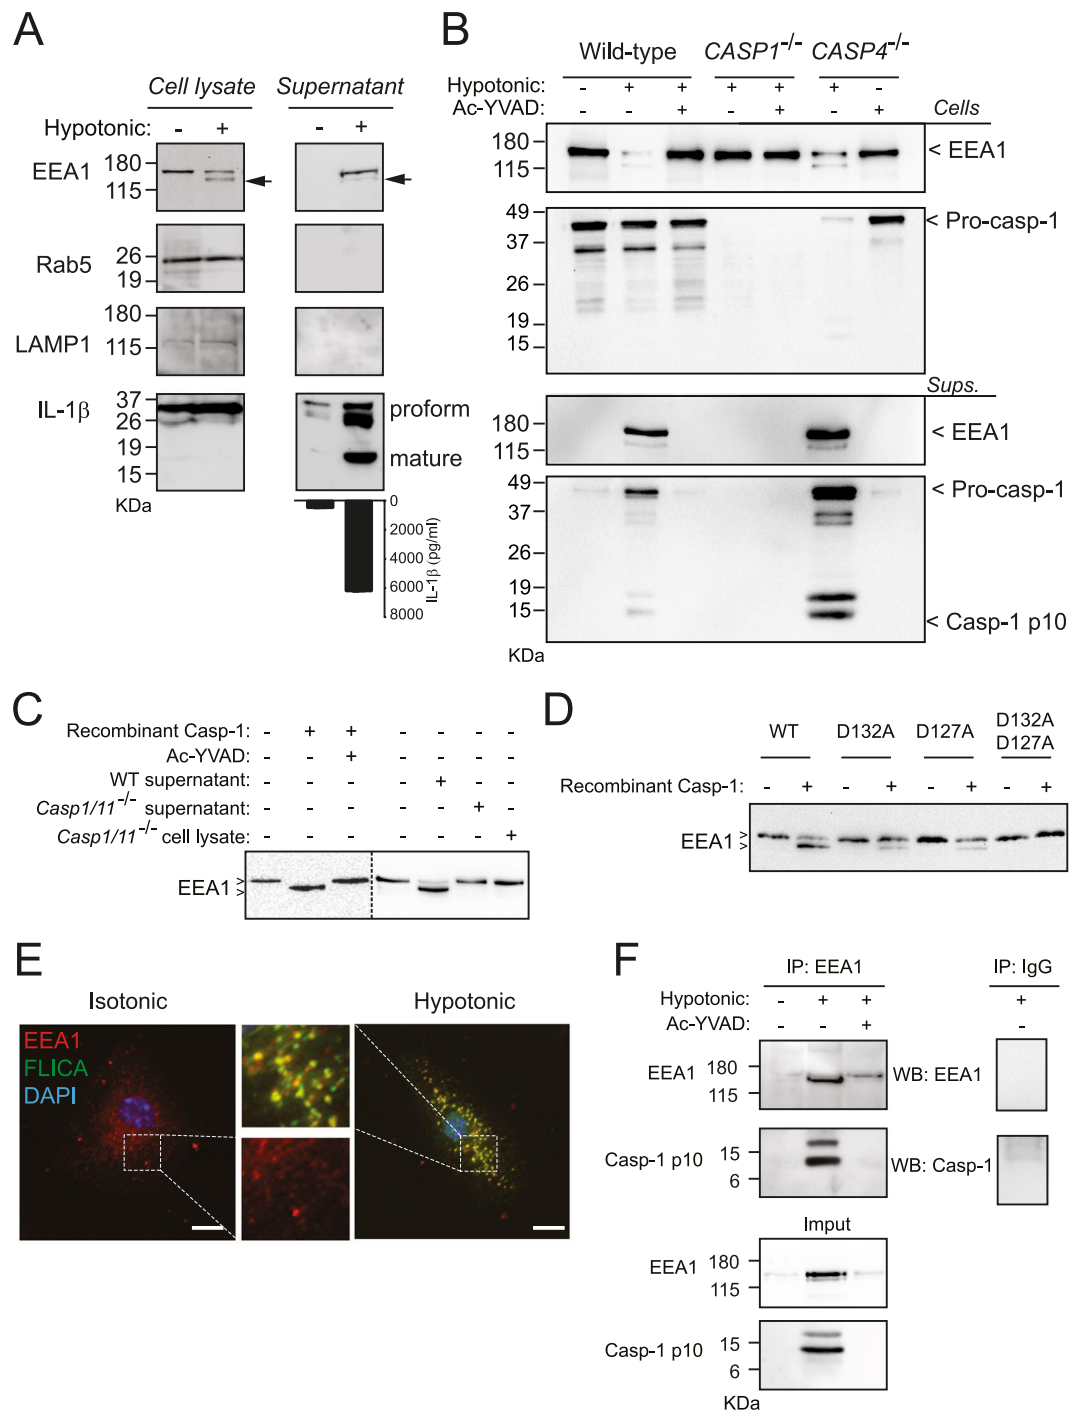 A
Cell lysate Supernatant
Hypotonic: - + - +
EEA1 180 115
Rab5 26 19
LAMP1 180 115
IL-1β 37 26 19 15 proform mature
KDa
0 2000 4000 6000 8000 IL-1β (pg/ml)
B
Wild-type CASP1-/- CASP4-/-
Hypotonic: - + + + + + -
Ac-YVAD: - - + - + - + Cells
180 115 < EEA1
49 37 26 19 15 < Pro-casp-1
Sups.
180 115 < EEA1
49 37 26 19 15 < Pro-casp-1
< Casp-1 p10
KDa
C
Recombinant Casp-1: - + + - - - -
Ac-YVAD: - - + - - - -
WT supernatant: - - - - + - -
Casp1/11-/- supernatant: - - - - - + -
Casp1/11-/- cell lysate: - - - - - - +
EEA1 > >
D
WT D132A D127A D132A
D127A
Recombinant Casp-1: - + - + - + - +
EEA1 > >
E
Isotonic Hypotonic
EEA1
FLICA
DAPI
F
IP: EEA1 IP: IgG
Hypotonic: - + + +
Ac-YVAD: - - + -
EEA1 180 115 WB: EEA1
Casp-1 p10 15 6 WB: Casp-1
Imput
EEA1 180 115
Casp-1 p10 15 6
KDa